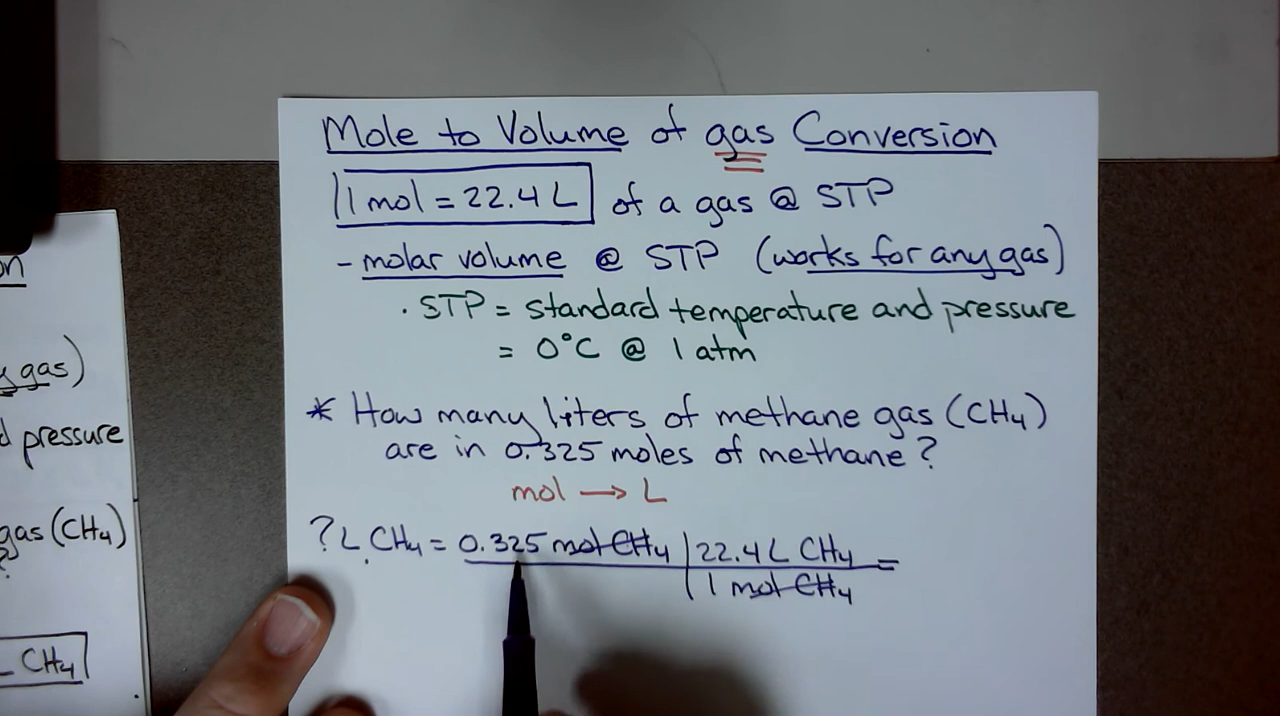 Mole to Volume of gas Conversion
1 mol = 22.4 L of a gas @ STP
- molar volume @ STP (works for any gas)
· STP = standard temperature and pressure
= 0°C @ 1 atm
* How many liters of methane gas (CH₄)
are in 0.325 moles of methane?
mol → L
? L CH₄ = 0.325 mol CH₄ | 22.4 L CH₄ =
| 1 mol CH₄
gas)
pressure
gas (CH₄)
?
CH₄